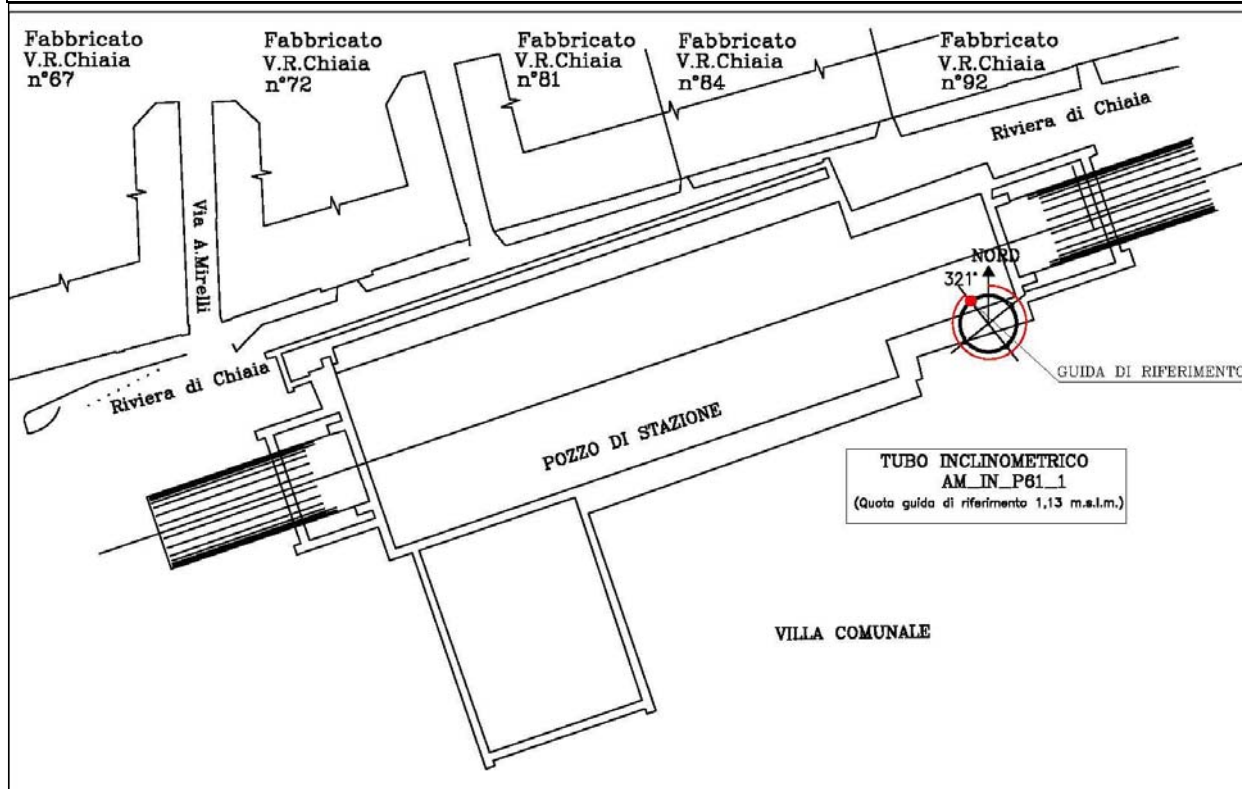 Fabbricato
V.R.Chiaia
n°67
Fabbricato
V.R.Chiaia
n°72
Fabbricato
V.R.Chiaia
n°81
Fabbricato
V.R.Chiaia
n°84
Fabbricato
V.R.Chiaia
n°92
Riviera di Chiaia
Via A.Mirelli
NORD
321°
Riviera di Chiaia
GUIDA DI RIFERIMENTO
POZZO DI STAZIONE
TUBO INCLINOMETRICO
AM_IN_P61_1
(Quota guida di riferimento 1,13 m.s.l.m.)
VILLA COMUNALE